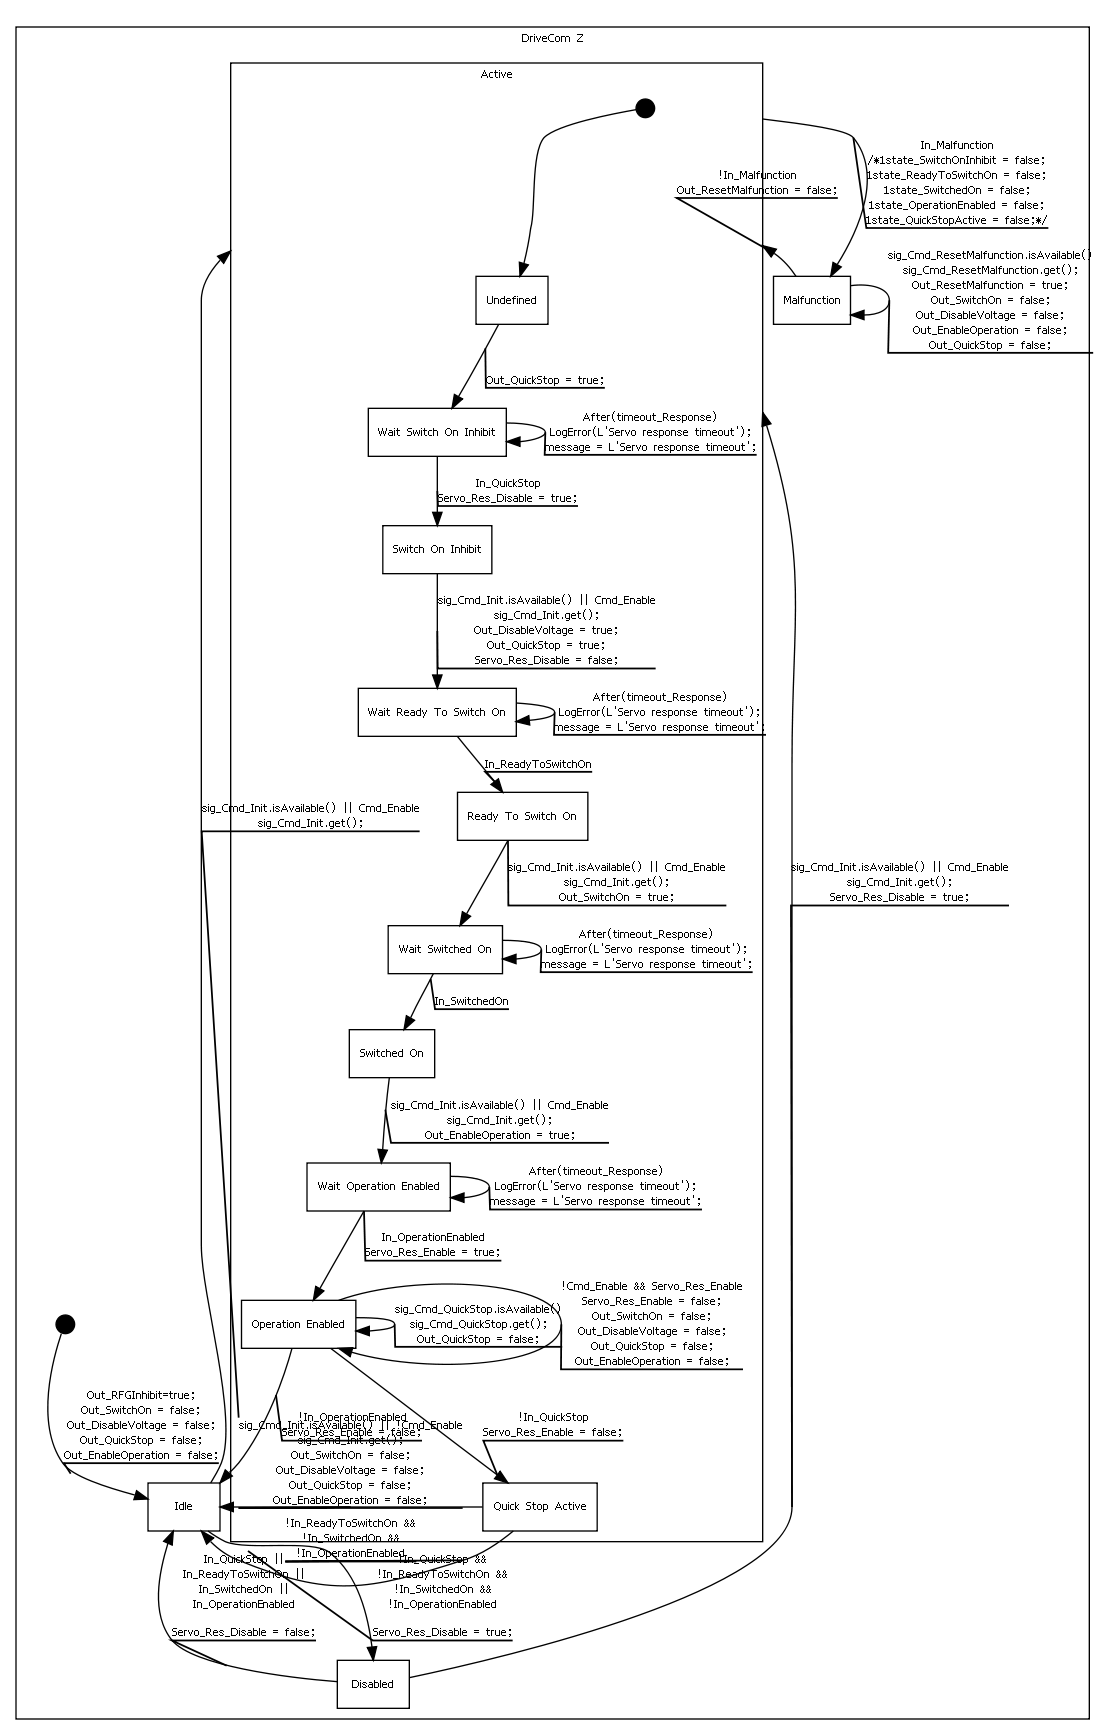 DriveCom Z
Active
In_Malfunction
/*1state_SwitchOnInhibit = false;
1state_ReadyToSwitchOn = false;
1state_SwitchedOn = false;
1state_OperationEnabled = false;
1state_QuickStopActive = false;*/
!In_Malfunction
Out_ResetMalfunction = false;
sig_Cmd_ResetMalfunction.isAvailable()
sig_Cmd_ResetMalfunction.get();
Out_ResetMalfunction = true;
Out_SwitchOn = false;
Out_DisableVoltage = false;
Out_EnableOperation = false;
Out_QuickStop = false;
Undefined
Malfunction
Out_QuickStop = true;
Wait Switch On Inhibit
After(timeout_Response)
LogError(L'Servo response timeout');
message = L'Servo response timeout';
In_QuickStop
Servo_Res_Disable = true;
Switch On Inhibit
sig_Cmd_Init.isAvailable() || Cmd_Enable
sig_Cmd_Init.get();
Out_DisableVoltage = true;
Out_QuickStop = true;
Servo_Res_Disable = false;
Wait Ready To Switch On
After(timeout_Response)
LogError(L'Servo response timeout');
message = L'Servo response timeout';
In_ReadyToSwitchOn
Ready To Switch On
sig_Cmd_Init.isAvailable() || Cmd_Enable
sig_Cmd_Init.get();
sig_Cmd_Init.isAvailable() || Cmd_Enable
sig_Cmd_Init.get();
Out_SwitchOn = true;
sig_Cmd_Init.isAvailable() || Cmd_Enable
sig_Cmd_Init.get();
Servo_Res_Disable = true;
Wait Switched On
After(timeout_Response)
LogError(L'Servo response timeout');
message = L'Servo response timeout';
In_SwitchedOn
Switched On
sig_Cmd_Init.isAvailable() || Cmd_Enable
sig_Cmd_Init.get();
Out_EnableOperation = true;
Wait Operation Enabled
After(timeout_Response)
LogError(L'Servo response timeout');
message = L'Servo response timeout';
In_OperationEnabled
Servo_Res_Enable = true;
Operation Enabled
sig_Cmd_QuickStop.isAvailable()
sig_Cmd_QuickStop.get();
Out_QuickStop = false;
!Cmd_Enable && Servo_Res_Enable
Servo_Res_Enable = false;
Out_SwitchOn = false;
Out_DisableVoltage = false;
Out_QuickStop = false;
Out_EnableOperation = false;
Out_RFGInhibit=true;
Out_SwitchOn = false;
Out_DisableVoltage = false;
Out_QuickStop = false;
Out_EnableOperation = false;
!In_OperationEnabled
Servo_Res_Enable = false;
sig_Cmd_Init.isAvailable() || !Cmd_Enable
sig_Cmd_Init.get();
Out_SwitchOn = false;
Out_DisableVoltage = false;
Out_QuickStop = false;
Out_EnableOperation = false;
!In_QuickStop
Servo_Res_Enable = false;
Idle
Quick Stop Active
!In_ReadyToSwitchOn &&
!In_SwitchedOn &&
!In_OperationEnabled
In_QuickStop ||
In_ReadyToSwitchOn ||
In_SwitchedOn ||
In_OperationEnabled
Servo_Res_Disable = false;
!In_QuickStop &&
!In_ReadyToSwitchOn &&
!In_SwitchedOn &&
!In_OperationEnabled
Servo_Res_Disable = true;
Disabled